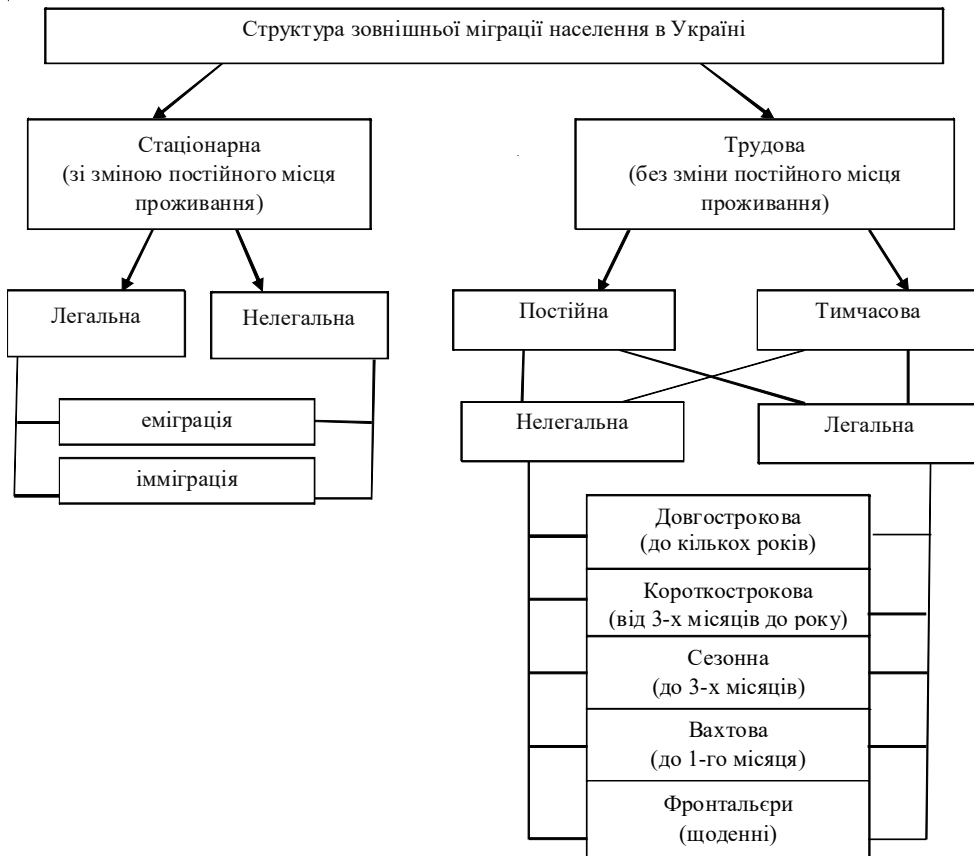 Структура зовнішньої міграції населення в Україні
Стаціонарна
(зі зміною постійного місця
проживання)
Трудова
(без зміни постійного місця
проживання)
Легальна
Нелегальна
Постійна
Тимчасова
еміграція
імміграція
Нелегальна
Легальна
Довгострокова
(до кількох років)
Короткострокова
(від 3-х місяців до року)
Сезонна
(до 3-х місяців)
Вахтова
(до 1-го місяця)
Фронтальєри
(щоденні)